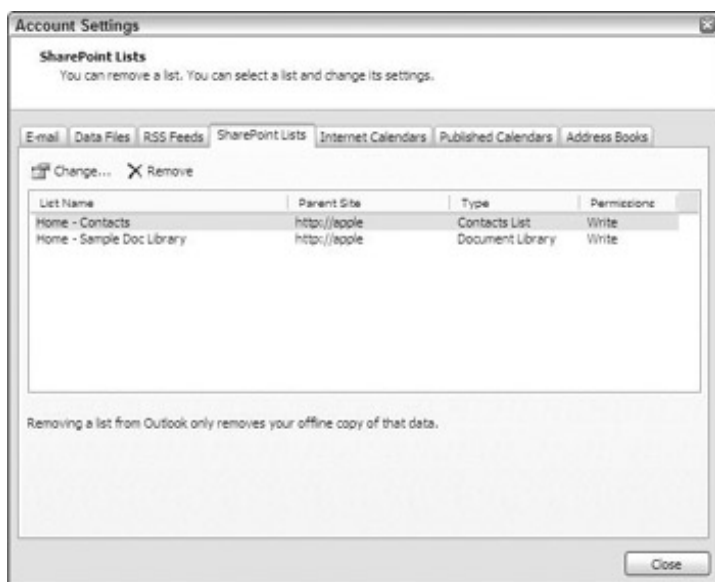 Account Settings
SharePoint Lists
You can remove a list. You can select a list and change its settings.
E-mail Data Files RSS Feeds SharePoint Lists Internet Calendars Published Calendars Address Books
Change... Remove
List Name Parent Site Type Permissions
Home - Contacts http://apple Contacts List Write
Home - Sample Doc Library http://apple Document Library Write
Removing a list from Outlook only removes your offline copy of that data.
Close